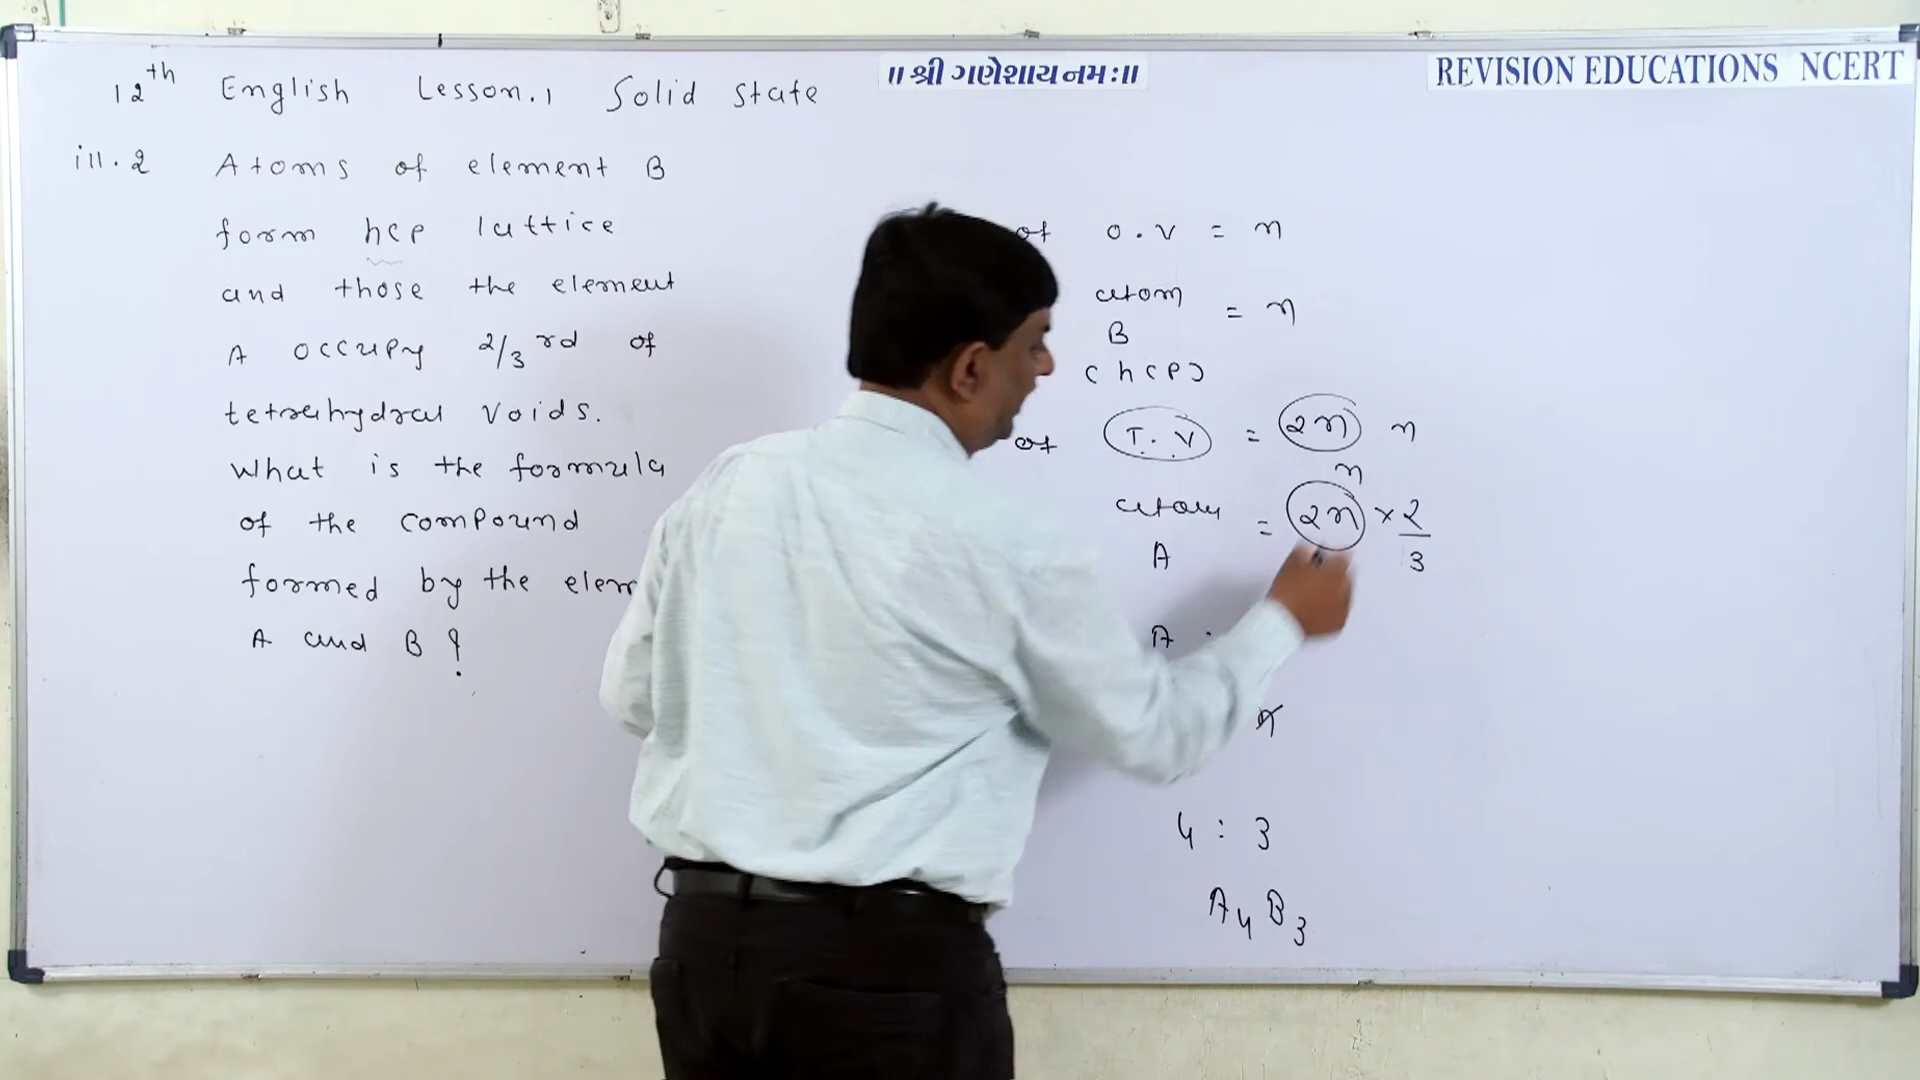 ॥ श्री ગણેશાય નમઃ॥
REVISION EDUCATIONS NCERT
12th English Lesson.1 Solid state
ill.2 Atoms of element B
form hcp lattice
and those the element
A occupy 2/3 rd of
tetrahydral voids.
What is the formula
of the compound
formed by the elem
A and B ?
of O.V = n
atom
B = n
(hcp)
of T.V = 2n n
n
atom
A = 2n × 2/3
A :
n
4 : 3
A4B3